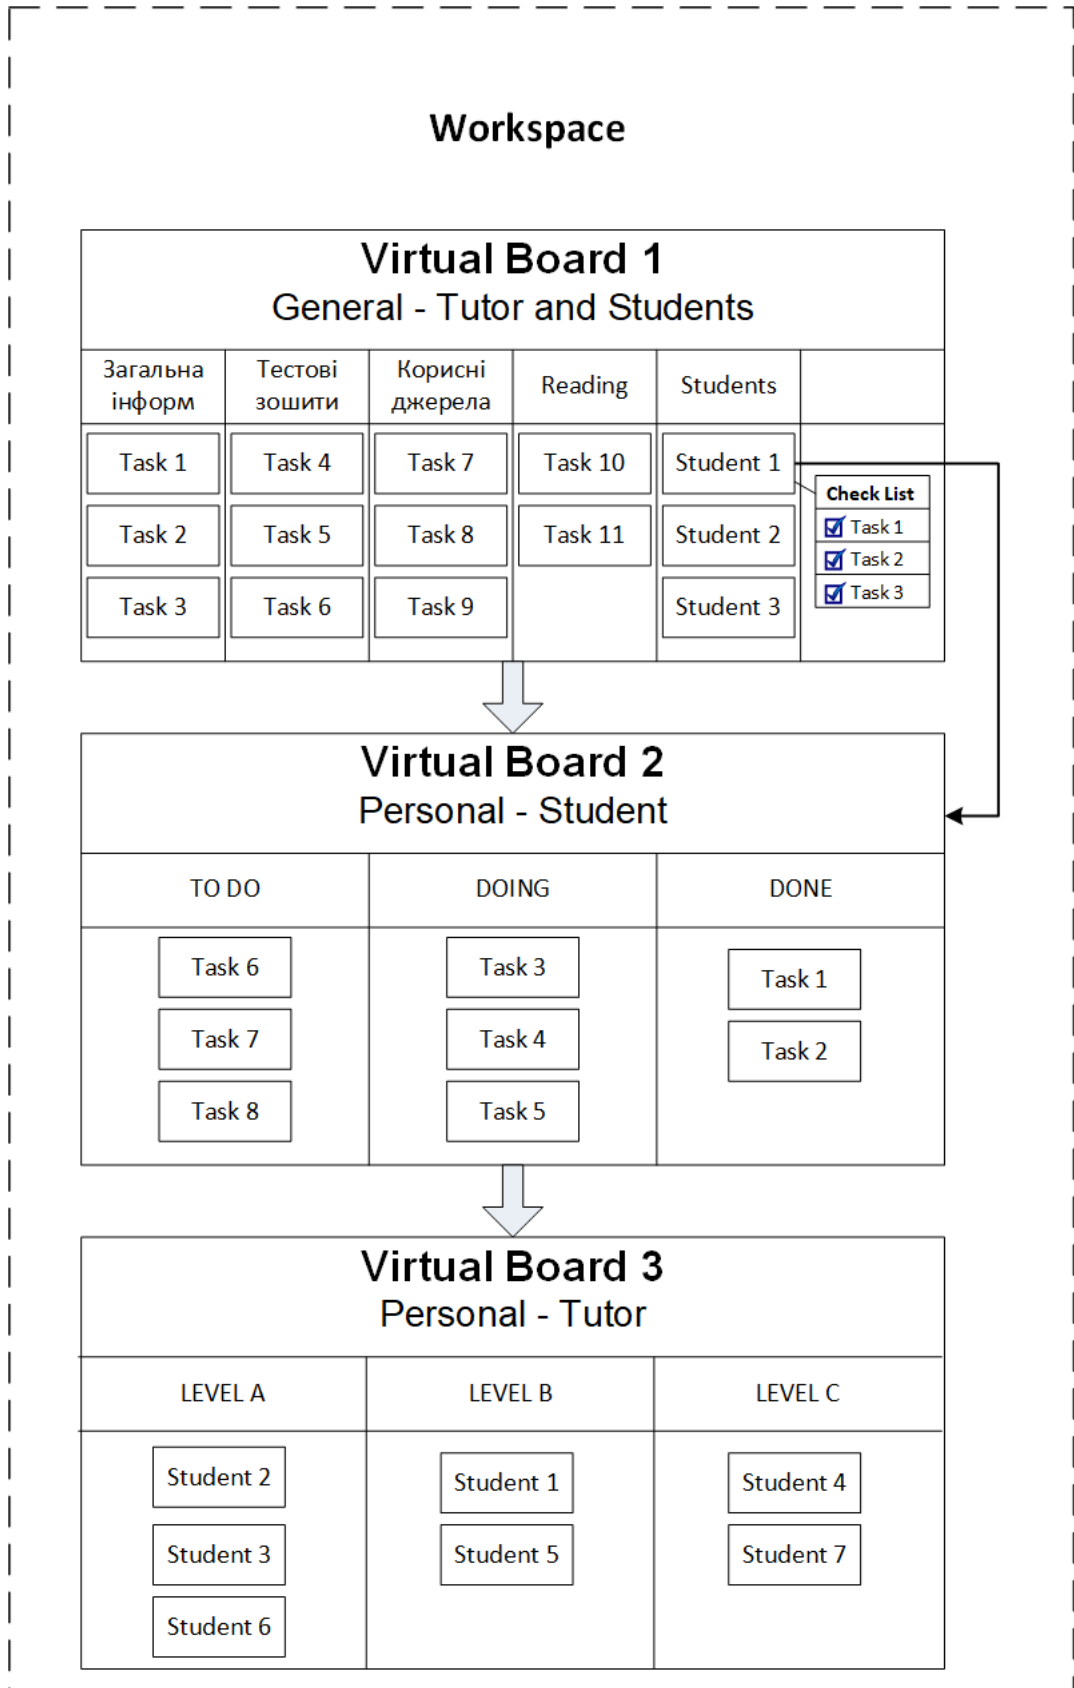 Workspace
Virtual Board 1
General - Tutor and Students
Загальна
інформ
Тестові
зошити
Корисні
джерела
Reading
Students
Task 1
Task 4
Task 7
Task 10
Student 1
Check List
Task 1
Task 2
Task 3
Task 2
Task 5
Task 8
Task 11
Student 2
Task 3
Task 6
Task 9
Student 3
Virtual Board 2
Personal - Student
TO DO
DOING
DONE
Task 6
Task 3
Task 1
Task 7
Task 4
Task 2
Task 8
Task 5
Virtual Board 3
Personal - Tutor
LEVEL A
LEVEL B
LEVEL C
Student 2
Student 1
Student 4
Student 3
Student 5
Student 7
Student 6